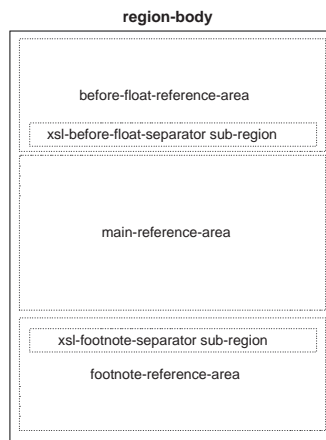 region-body
before-float-reference-area
xsl-before-float-separator sub-region
main-reference-area
xsl-footnote-separator sub-region
footnote-reference-area